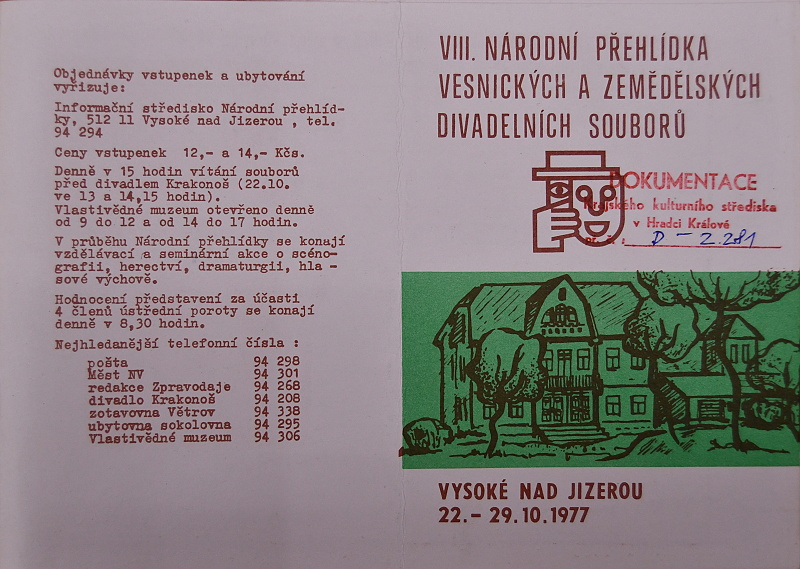 Objednávky vstupenek a ubytování
vyřizuje:
Informační středisko Národní přehlíd-
ky, 512 11 Vysoké nad Jizerou , tel.
94 294
Ceny vstupenek 12,- a 14,- Kčs.
Denně v 15 hodin vítání souborů
před divadlem Krakonoš (22.10.
ve 13 a 14,15 hodin).
Vlastivědné muzeum otevřeno denně
od 9 do 12 a od 14 do 17 hodin.
V průběhu Národní přehlídky se konají
vzdělávací a seminární akce o scéno-
grafii, herectví, dramaturgii, hla -
sové výchově.
Hodnocení představení za účasti
4 členů ústřední poroty se konají
denně v 8,30 hodin.
Nejhledanější telefonní čísla :
pošta 94 298
Měst NV 94 301
redakce Zpravodaje 94 268
divadlo Krakonoš 94 208
zotavovna Větrov 94 338
ubytovna sokolovna 94 295
Vlastivědné muzeum 94 306
VIII. NÁRODNÍ PŘEHLÍDKA
VESNICKÝCH A ZEMĚDĚLSKÝCH
DIVADELNÍCH SOUBORŮ
DOKUMENTACE
Krajského kulturního střediska
v Hradci Králové
D - 2.281
VYSOKÉ NAD JIZEROU
22.- 29.10.1977